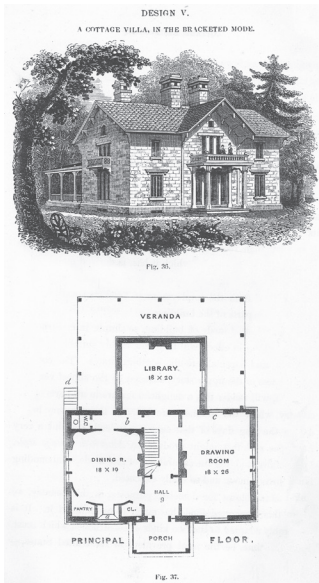 DESIGN V.
A COTTAGE VILLA, IN THE BRACKETED MODE.
Fig. 36.
VERANDA
LIBRARY
18 X 20
d
b
c
DINING R.
18 X 19
DRAWING
ROOM
18 X 26
HALL
PANTRY
CL.
PRINCIPAL
PORCH
FLOOR.
Fig. 37.